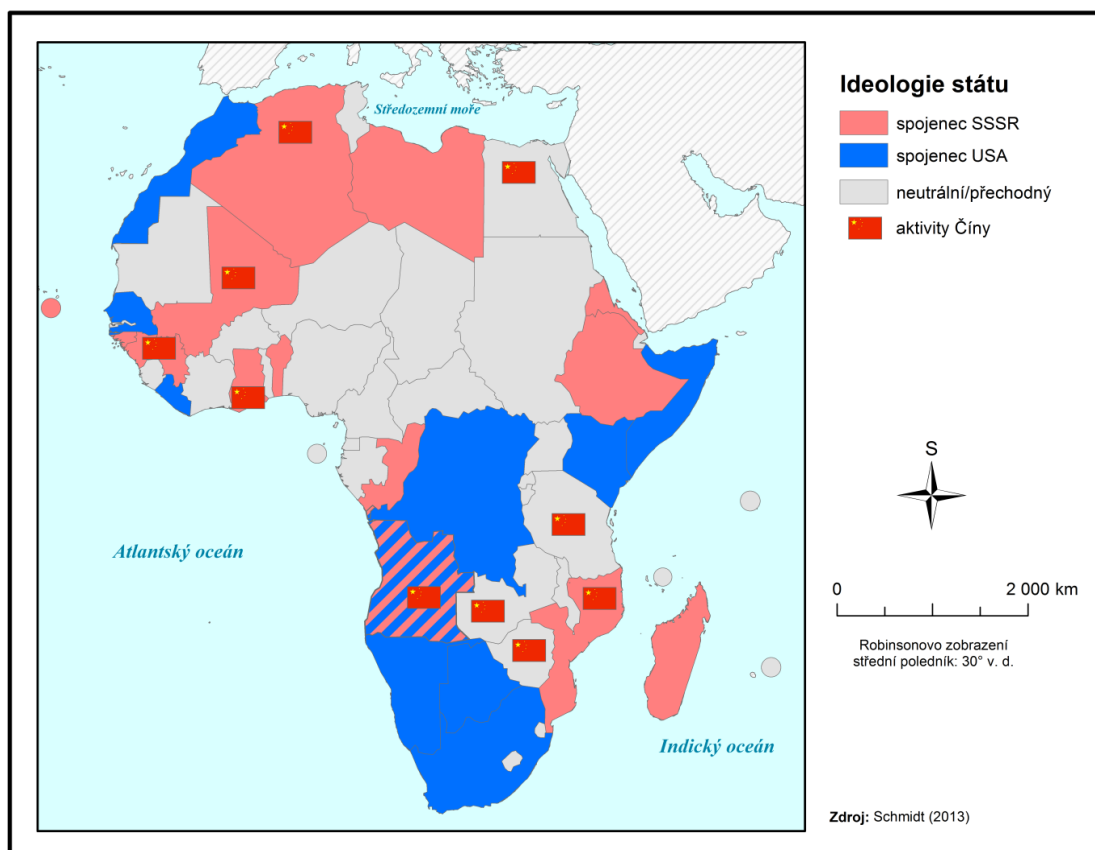 Středozemní moře
Atlantský oceán
Indický oceán
Ideologie státu
spojenec SSSR
spojenec USA
neutrální/přechodný
aktivity Číny
S
0 2 000 km
Robinsonovo zobrazení
střední poledník: 30° v. d.
Zdroj: Schmidt (2013)